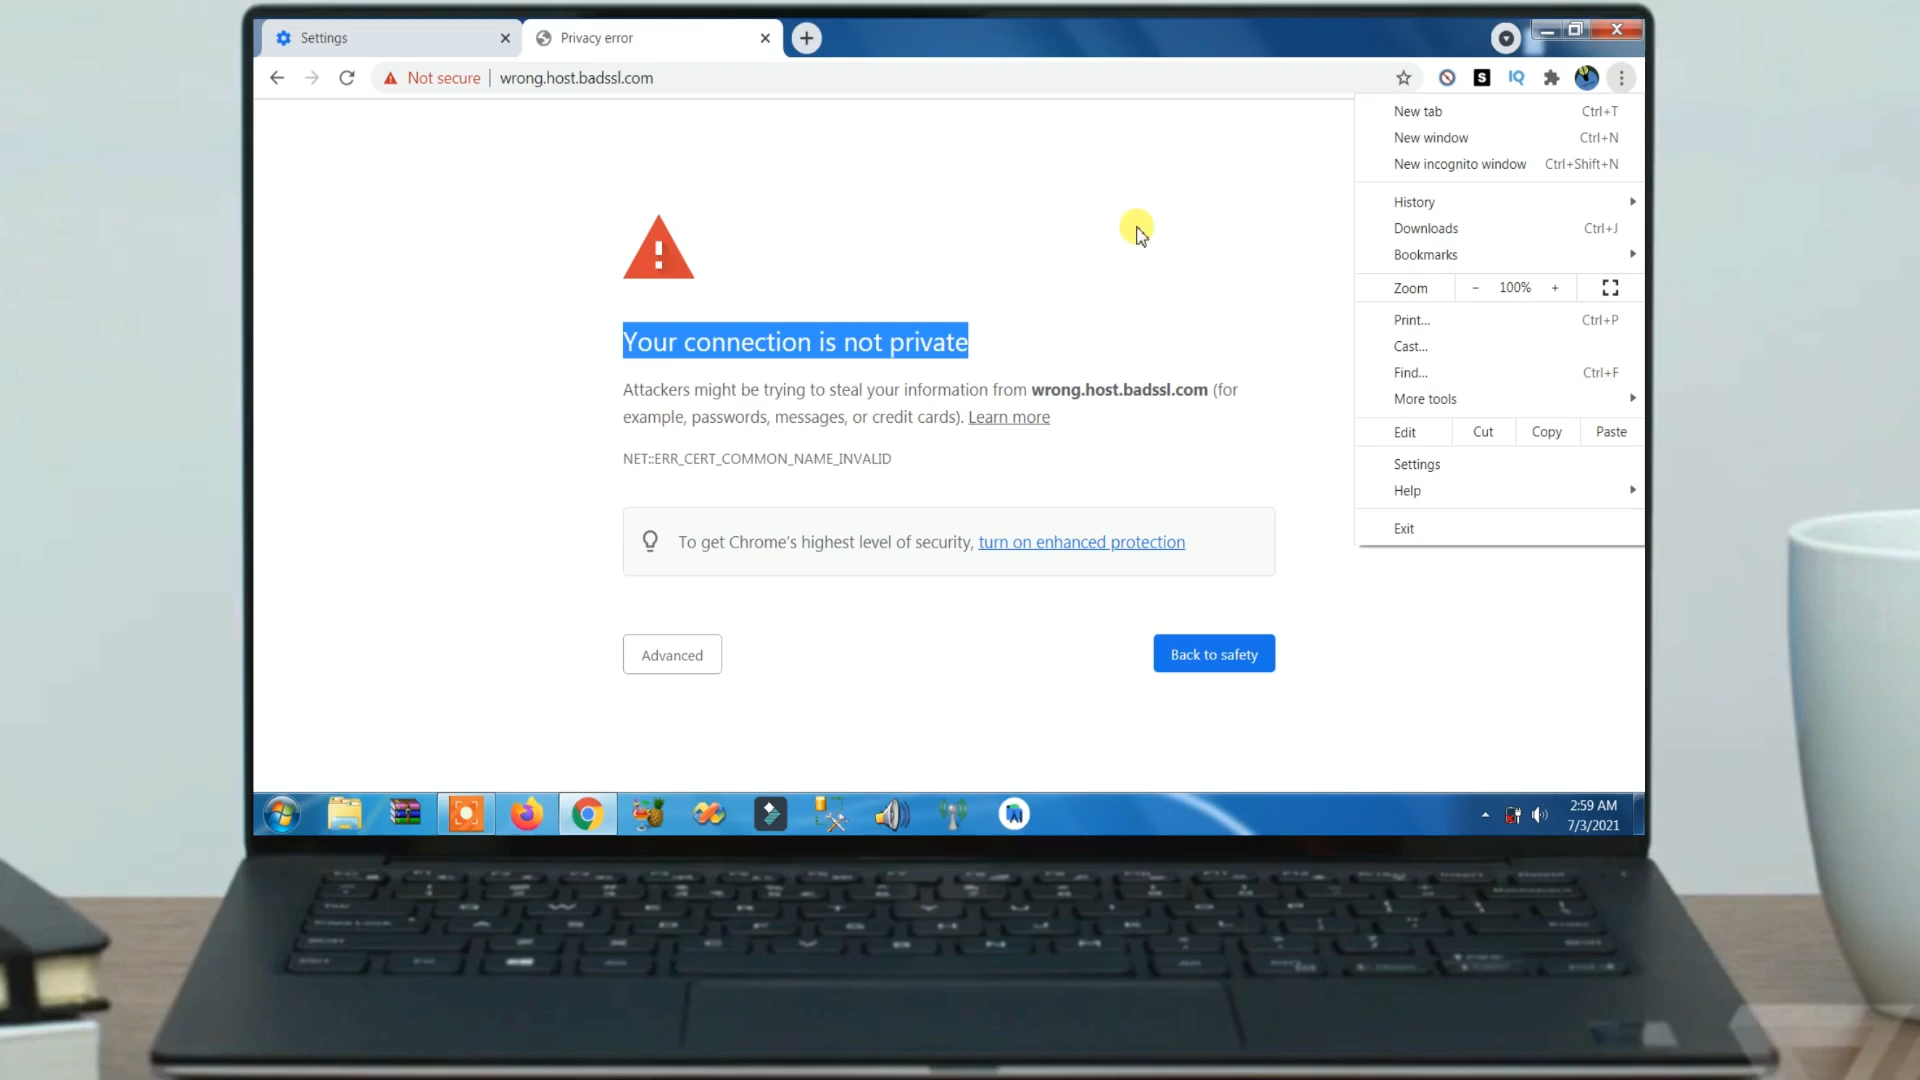 Settings
Privacy error
Not secure
wrong.host.badssl.com
S
IQ
New tab Ctrl+T
New window Ctrl+N
New incognito window Ctrl+Shift+N
History
Downloads Ctrl+J
Bookmarks
Zoom - 100% +
Print... Ctrl+P
Cast...
Find... Ctrl+F
More tools
Edit Cut Copy Paste
Settings
Help
Exit
Your connection is not private
Attackers might be trying to steal your information from wrong.host.badssl.com (for
example, passwords, messages, or credit cards). Learn more
NET::ERR_CERT_COMMON_NAME_INVALID
To get Chrome's highest level of security, turn on enhanced protection
Advanced
Back to safety
2:59 AM
7/3/2021